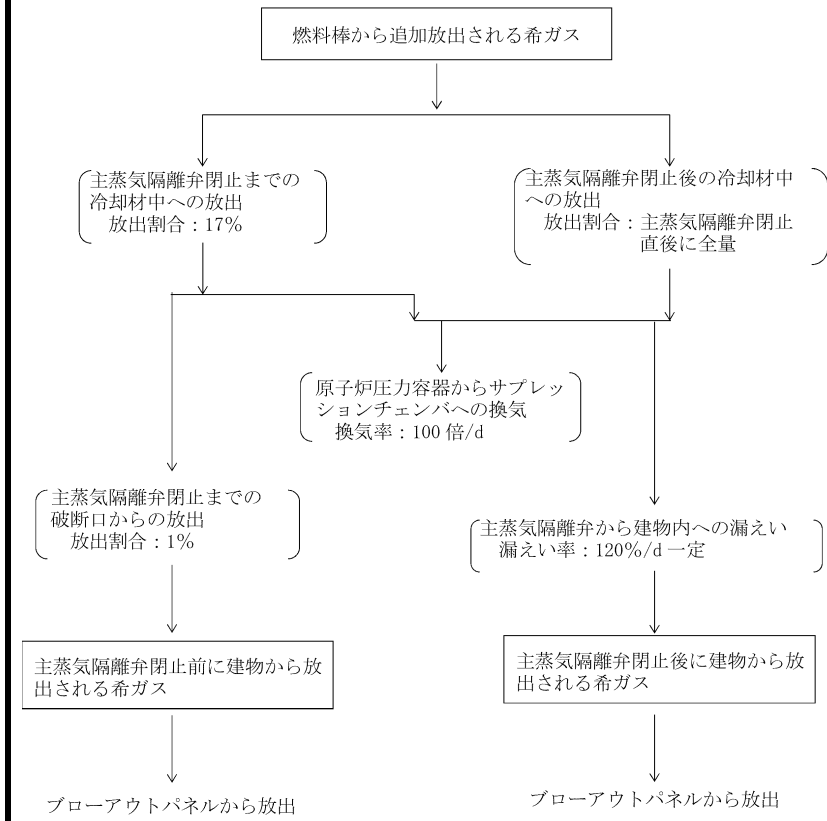 燃料棒から追加放出される希ガス
主蒸気隔離弁閉止までの
冷却材中への放出
放出割合：17%
主蒸気隔離弁閉止後の冷却材中
への放出
放出割合：主蒸気隔離弁閉止
直後に全量
原子炉圧力容器からサプレッ
ションチェンバへの換気
換気率：100 倍/d
主蒸気隔離弁閉止までの
破断口からの放出
放出割合：1%
主蒸気隔離弁から建物内への漏えい
漏えい率：120%/d 一定
主蒸気隔離弁閉止前に建物から放
出される希ガス
主蒸気隔離弁閉止後に建物から放
出される希ガス
ブローアウトパネルから放出
ブローアウトパネルから放出